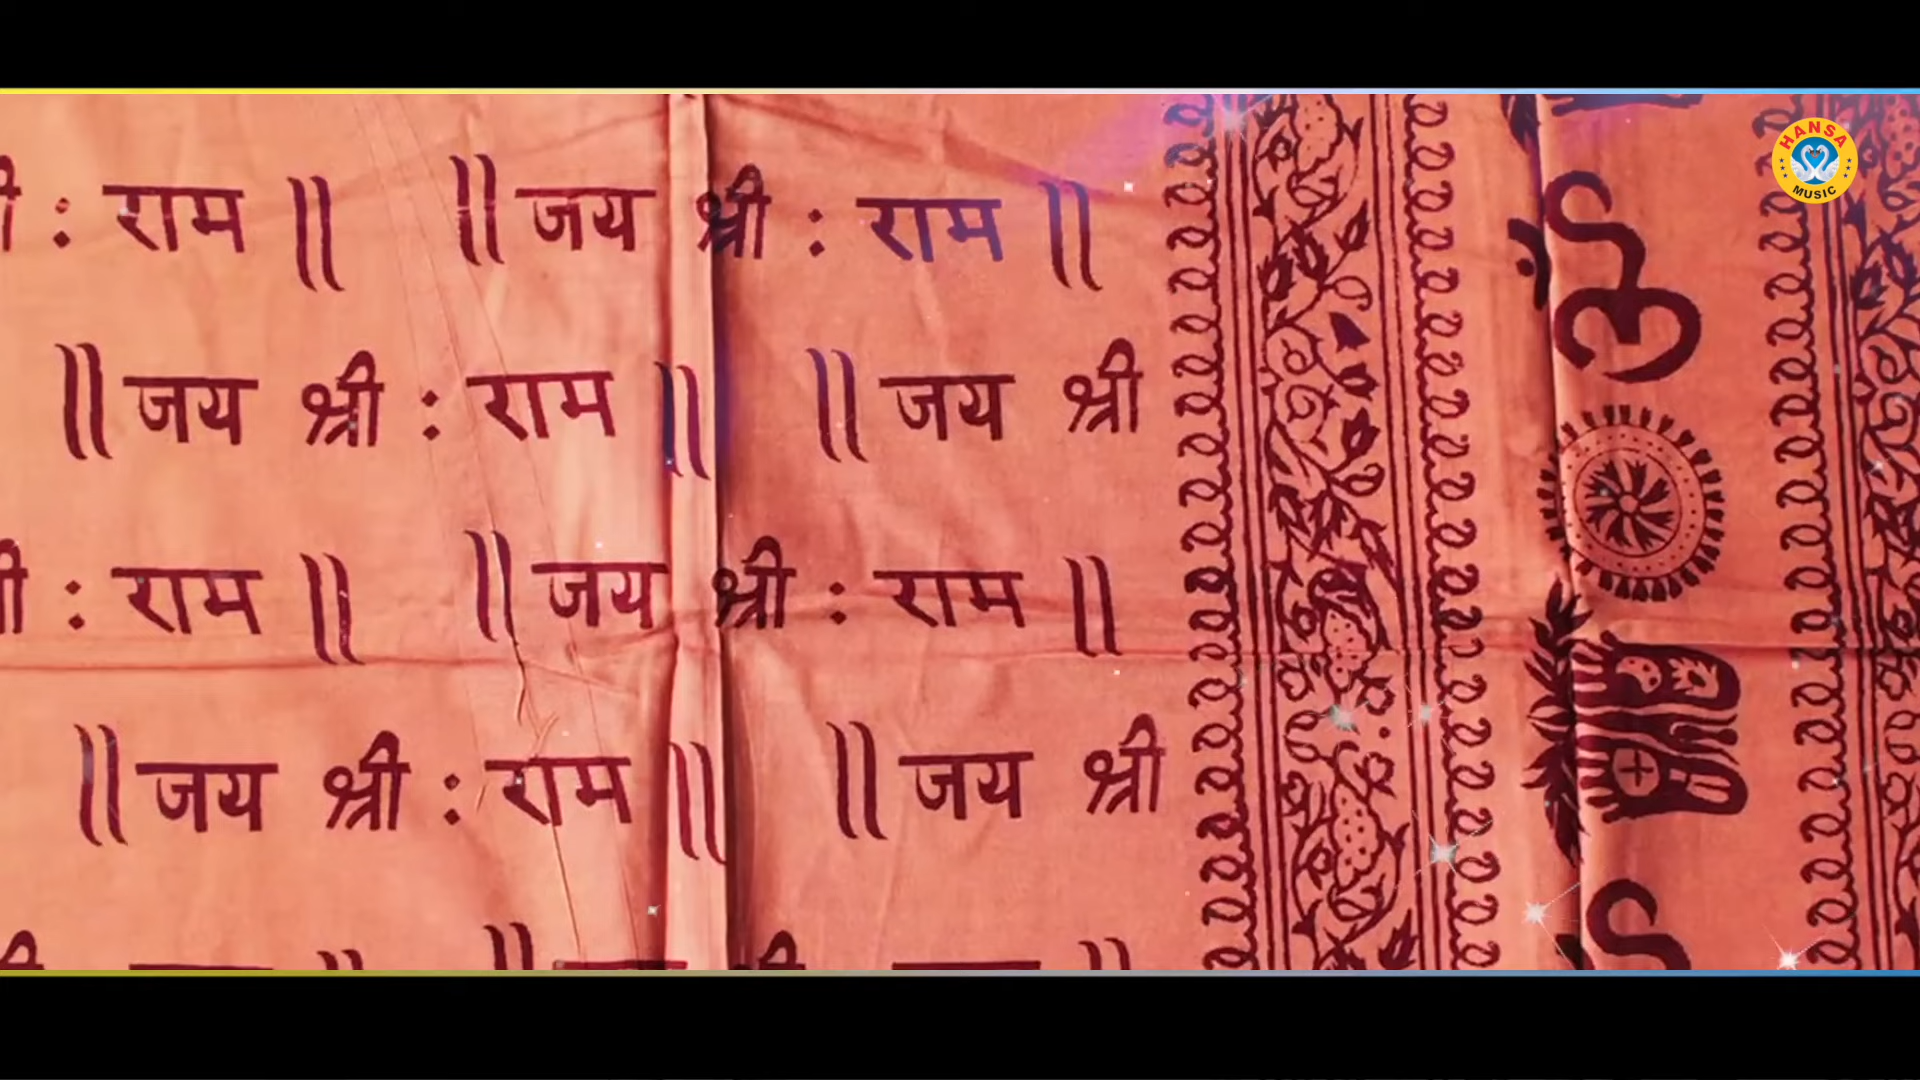 श्री : राम || || जय श्री : राम ||
HANSA
MUSIC
ॐ
|| जय श्री : राम || || जय श्री
श्री : राम || || जय श्री : राम ||
|| जय श्री : राम || || जय श्री